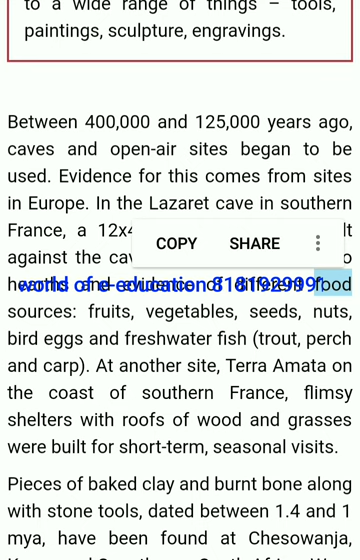 to a wide range of things – tools,
paintings, sculpture, engravings.
Between 400,000 and 125,000 years ago,
caves and open-air sites began to be
used. Evidence for this comes from sites
in Europe. In the Lazaret cave in southern
France, a 12x4
COPY SHARE
against the
hearths and evidence of different food
world of e-education 8181929991
sources: fruits, vegetables, seeds, nuts,
bird eggs and freshwater fish (trout, perch
and carp). At another site, Terra Amata on
the coast of southern France, flimsy
shelters with roofs of wood and grasses
were built for short-term, seasonal visits.
Pieces of baked clay and burnt bone along
with stone tools, dated between 1.4 and 1
mya, have been found at Chesowanja,